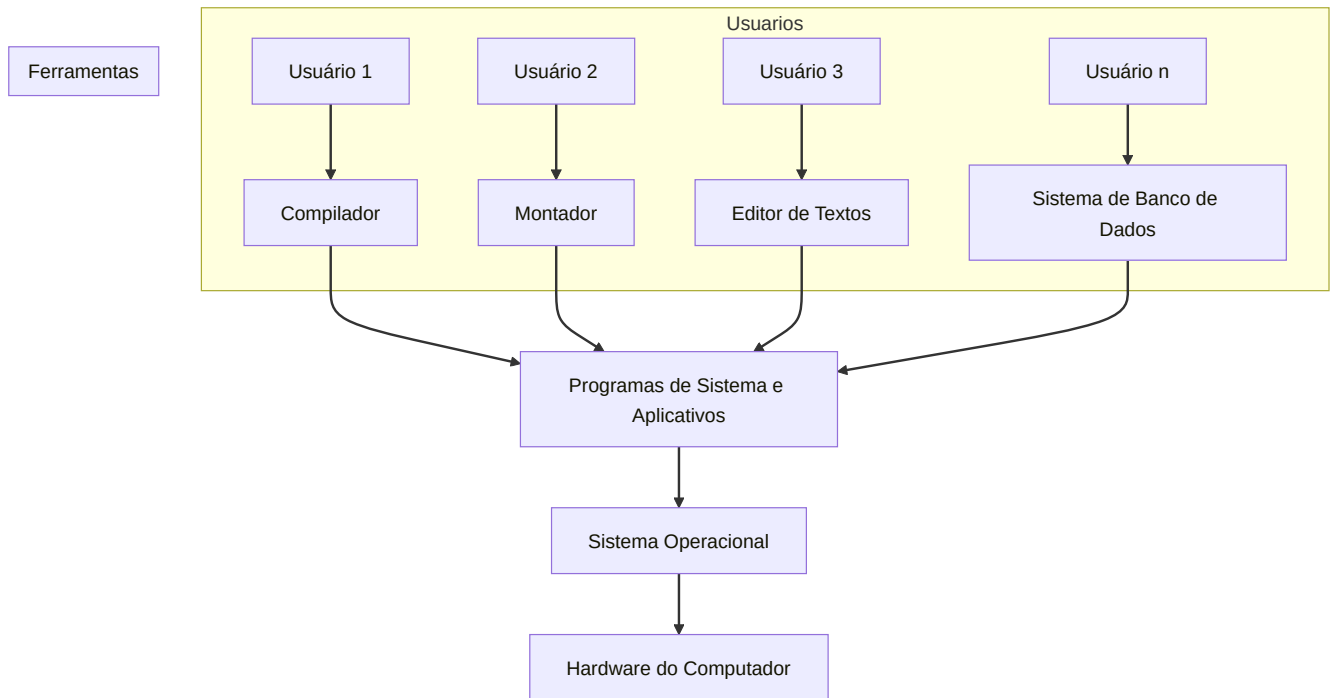 Usuarios
Ferramentas
Usuário 1
Usuário 2
Usuário 3
Usuário n
Compilador
Montador
Editor de Textos
Sistema de Banco de
Dados
Programas de Sistema e
Aplicativos
Sistema Operacional
Hardware do Computador